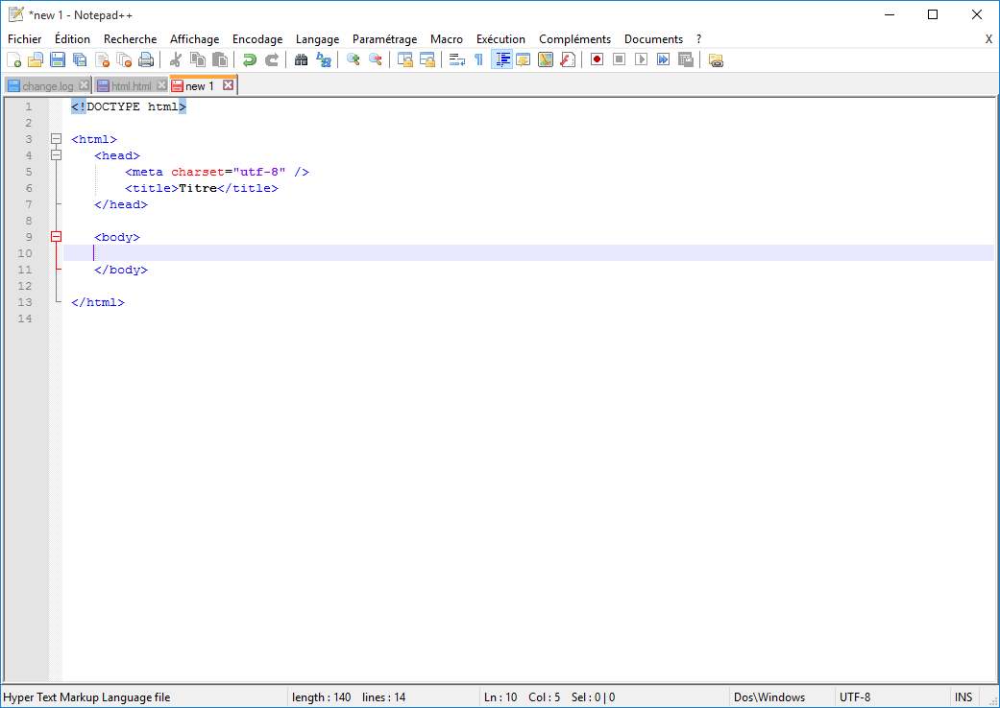 *new 1 - Notepad++
Fichier Édition Recherche Affichage Encodage Langage Paramétrage Macro Exécution Compléments Documents ? X
change.log html.html new 1
1 <!DOCTYPE html>
2
3 <html>
4 <head>
5 <meta charset="utf-8" />
6 <title>Titre</title>
7 </head>
8
9 <body>
10
11 </body>
12
13 </html>
14
Hyper Text Markup Language file length : 140 lines : 14 Ln : 10 Col : 5 Sel : 0 | 0 Dos\Windows UTF-8 INS